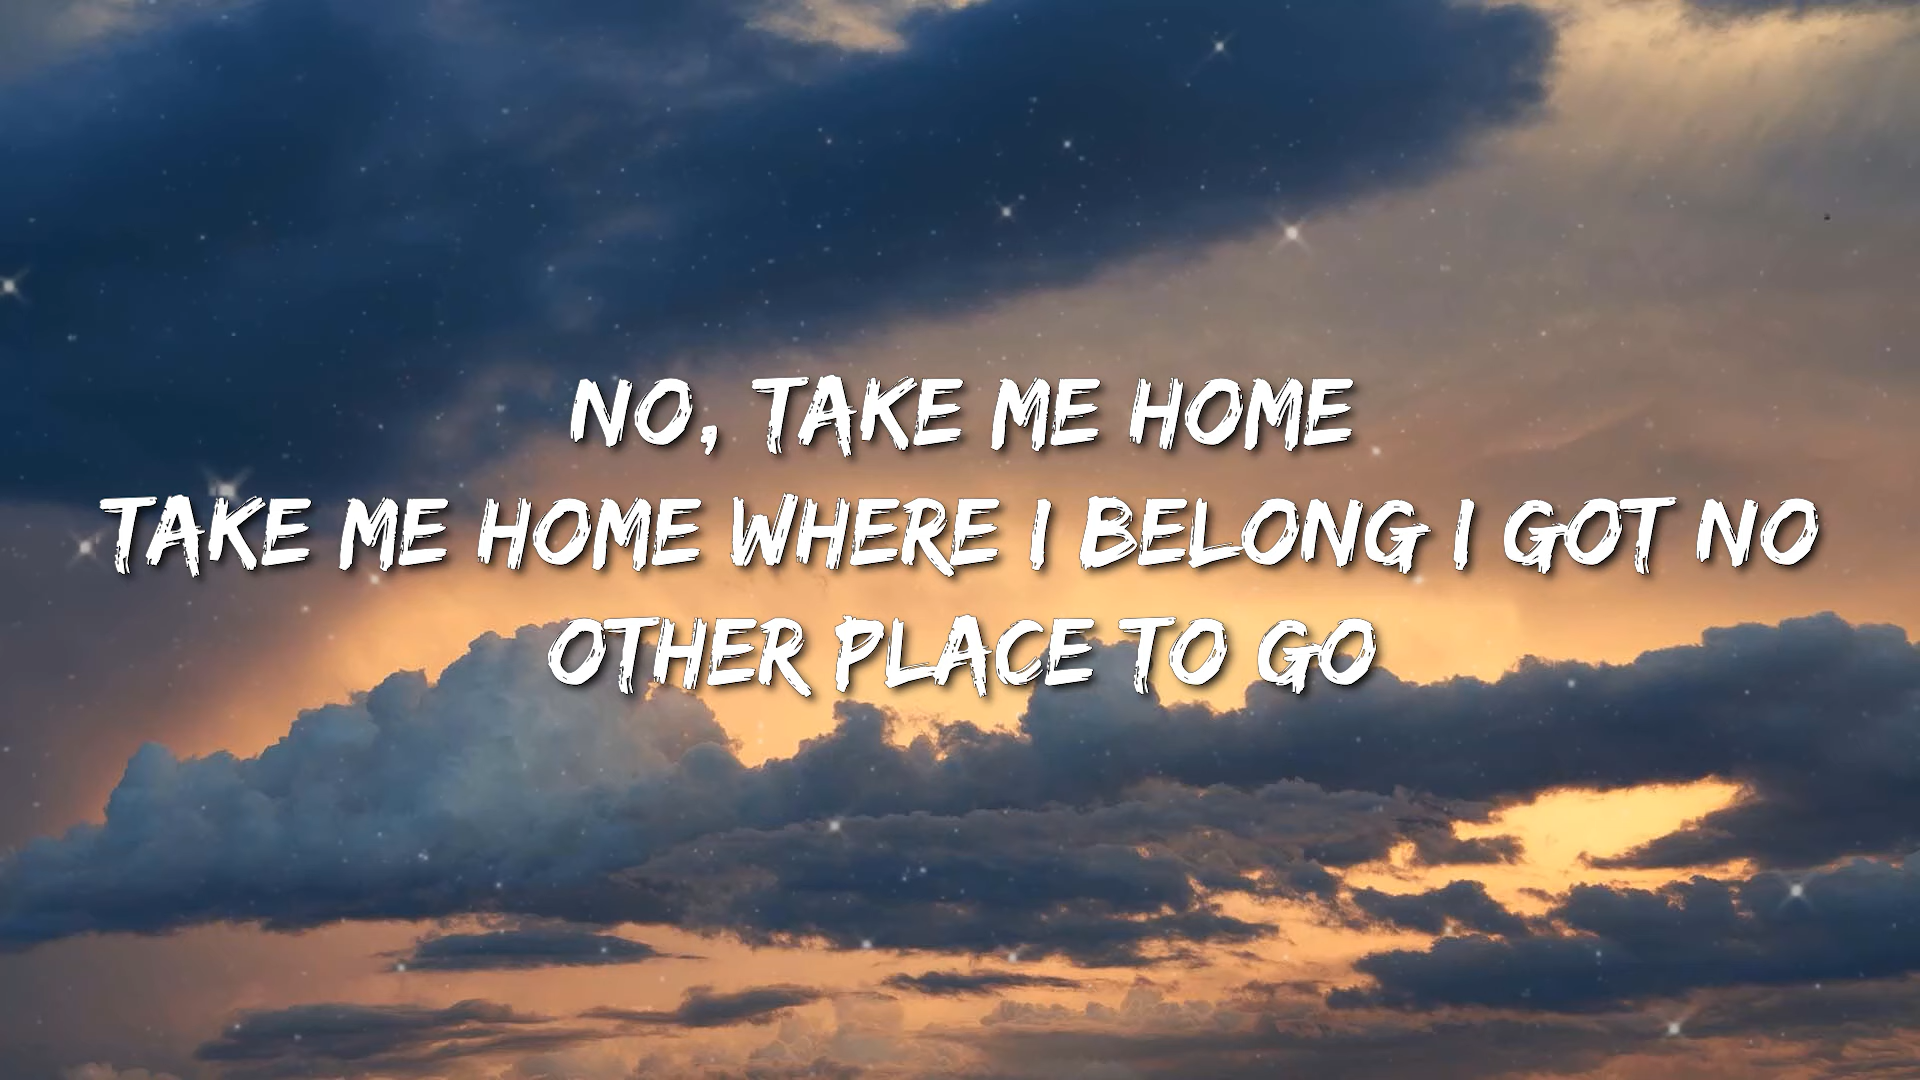 NO, TAKE ME HOME
TAKE ME HOME WHERE I BELONG I GOT NO
OTHER PLACE TO GO